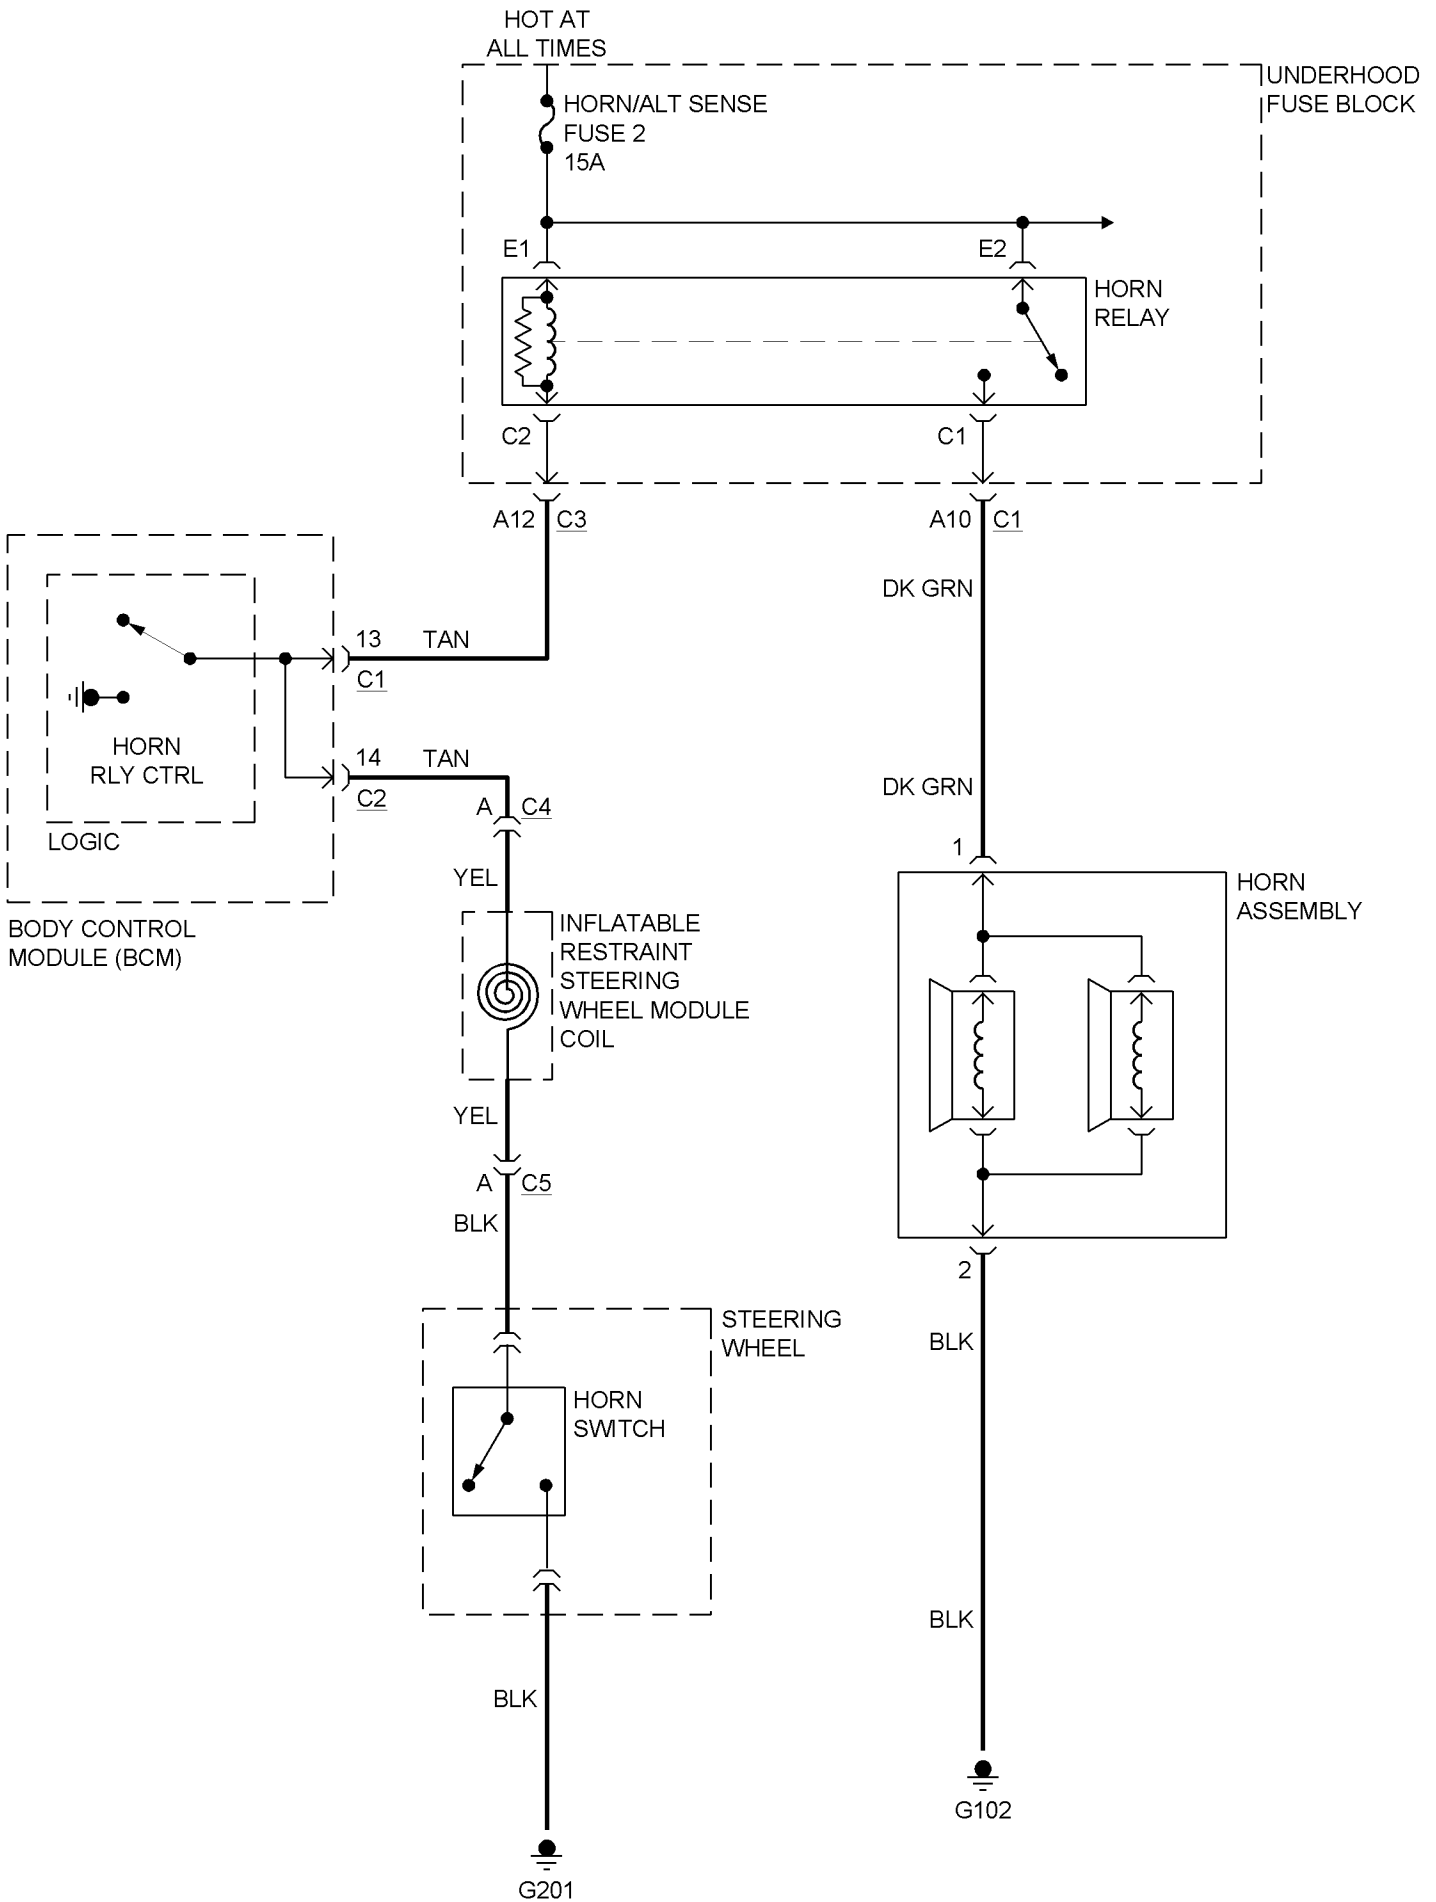 HOT AT
ALL TIMES
UNDERHOOD
FUSE BLOCK
HORN/ALT SENSE
FUSE 2
15A
E1
E2
HORN
RELAY
C2
C1
A12 C3
A10 C1
DK GRN
13 TAN
C1
HORN
RLY CTRL
14 TAN
C2
LOGIC
BODY CONTROL
MODULE (BCM)
A C4
YEL
DK GRN
1
HORN
ASSEMBLY
INFLATABLE
RESTRAINT
STEERING
WHEEL MODULE
COIL
YEL
A C5
BLK
2
STEERING
WHEEL
BLK
HORN
SWITCH
BLK
BLK
G102
G201